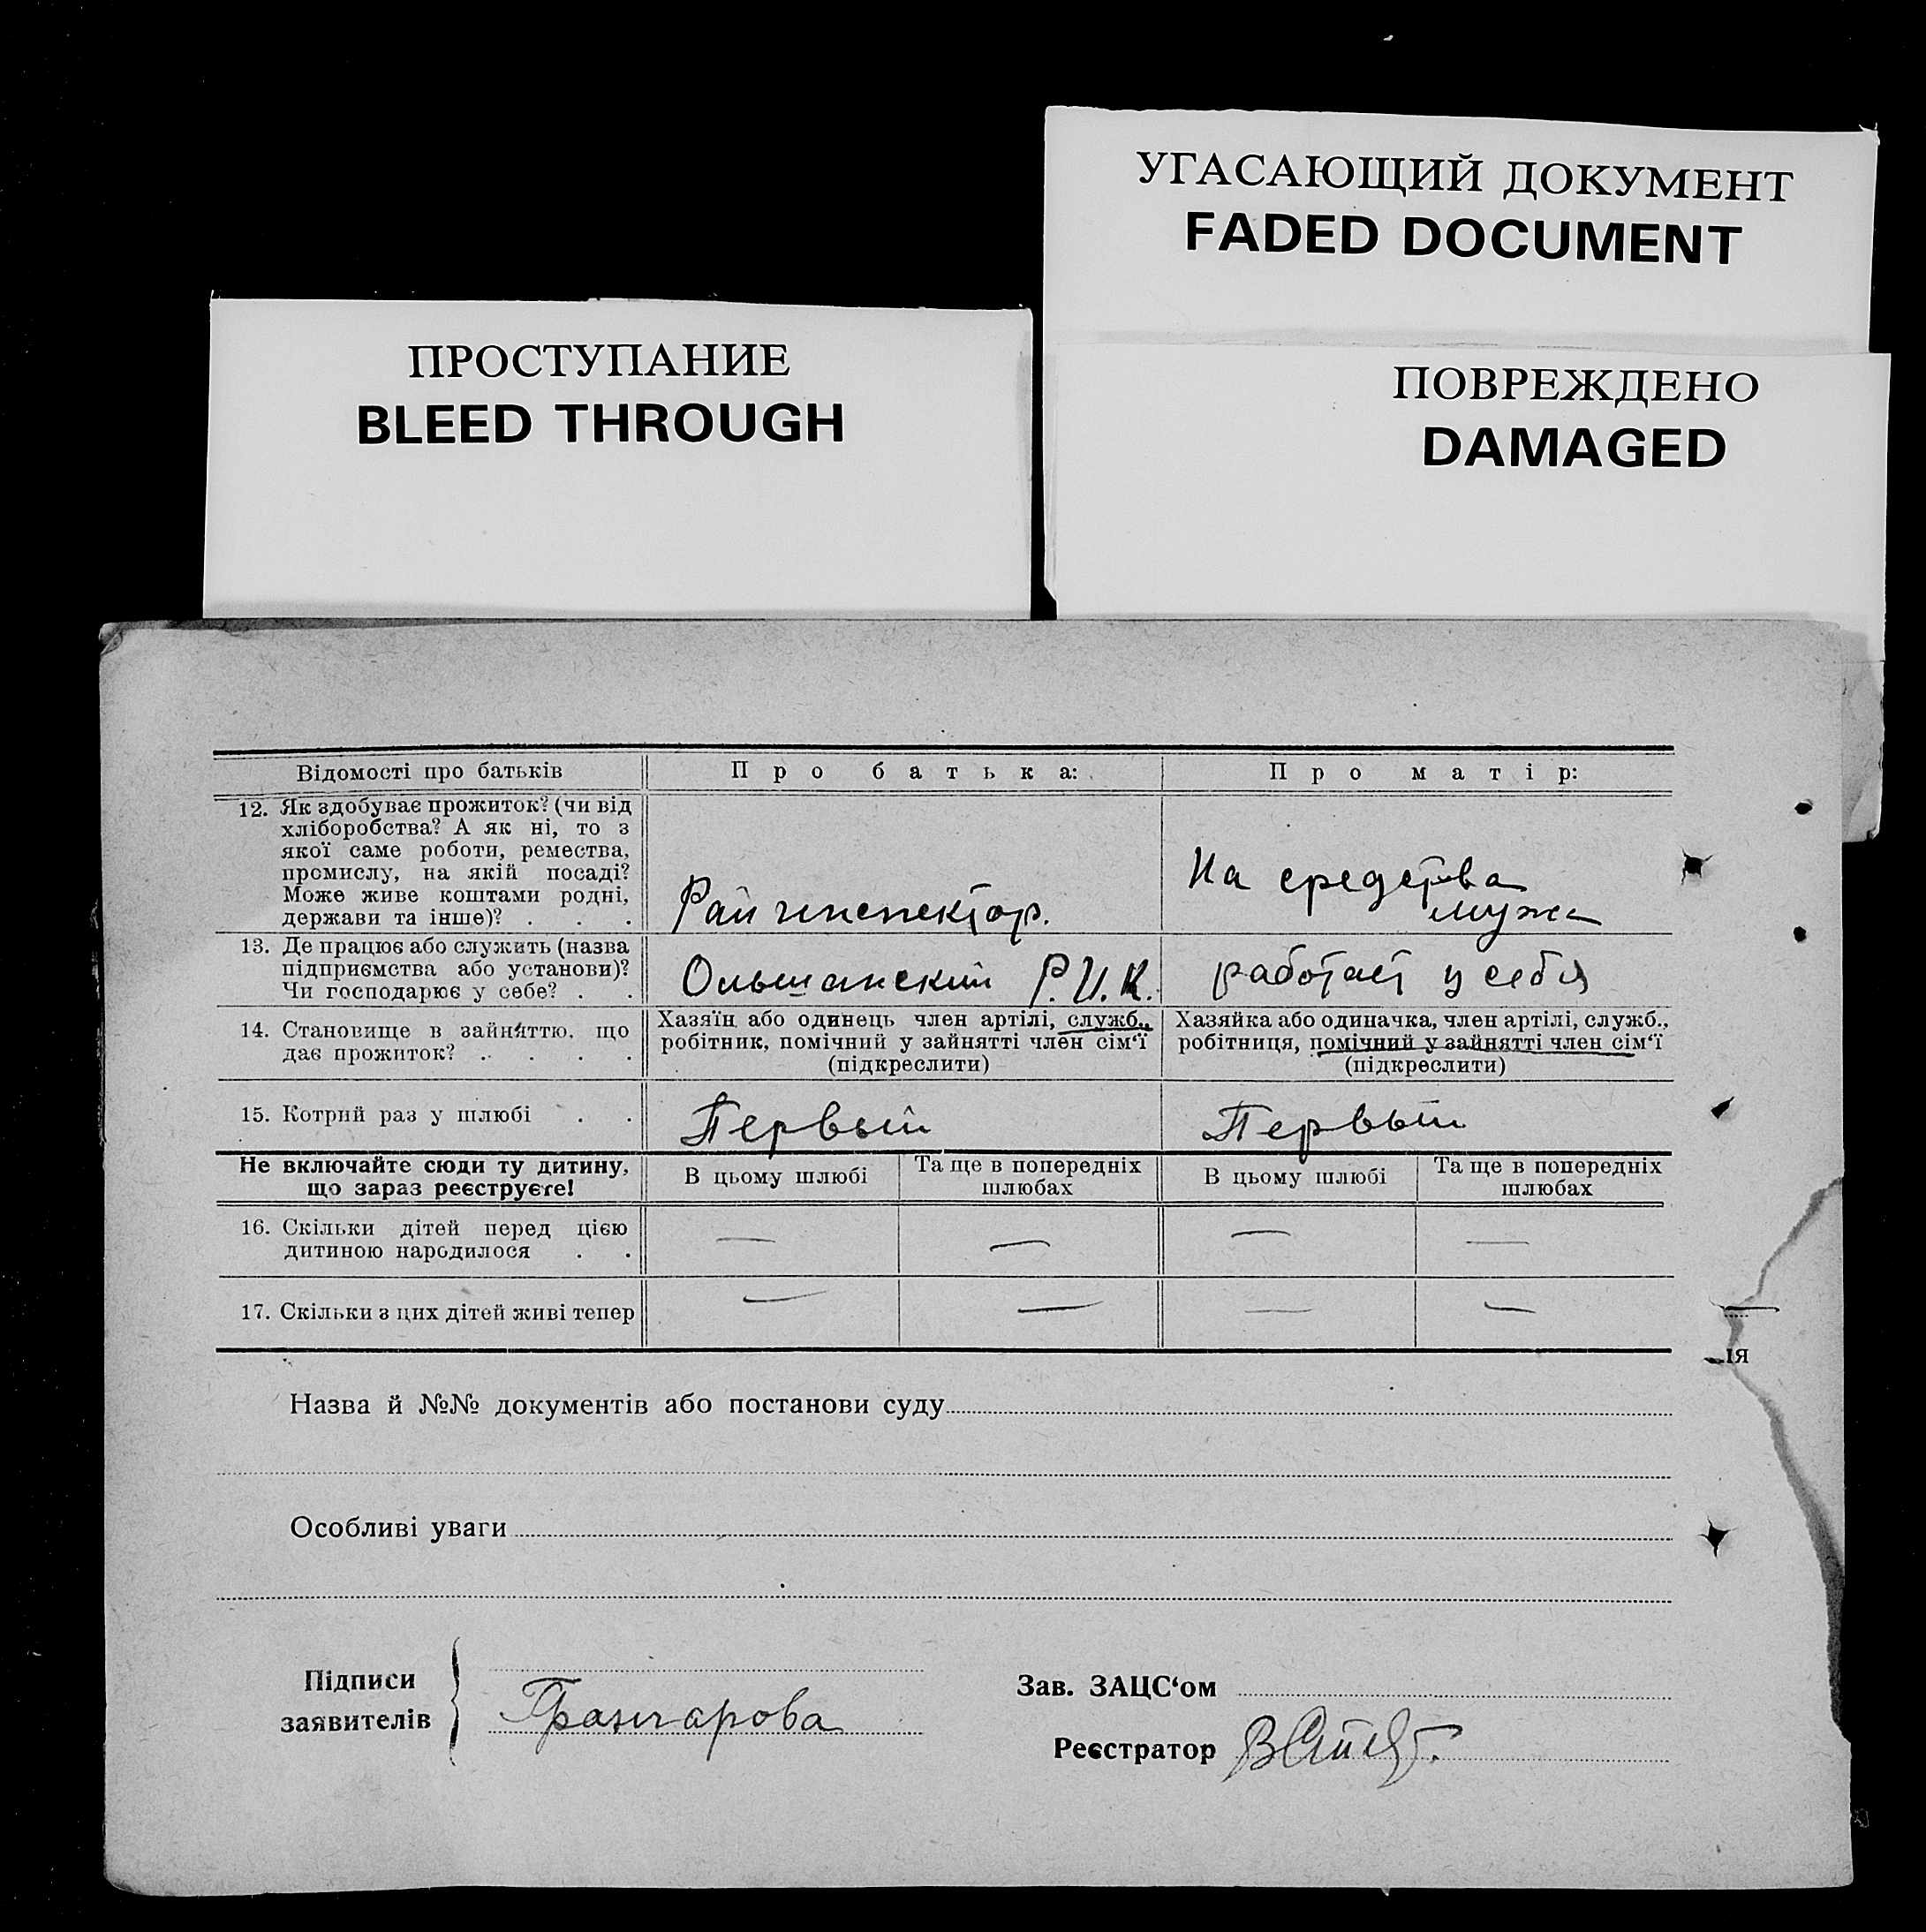 УГАСАЮЩИЙ ДОКУМЕНТ
FADED DOCUMENT
ПРОСТУПАНИЕ
BLEED THROUGH
ПОВРЕЖДЕНО
DAMAGED
Відомості про батьків
Про батька:
Про матір:
12. Як здобуває прожиток? (чи від
хліборобства? А як ні, то з
якої саме роботи, ремества,
промислу, на якій посаді?
Може живе коштами родні,
держави та інше)? . . .
Райинспектор.
На средства
мужа
13. Де працює або служить (назва
підприємства або установи)?
Чи господарює у себе? . .
Ольшанский Р.И.К.
работает у себя
14. Становище в зайняттю, що
дає прожиток? . . . .
Хазяїн або одинець член артілі, служб.,
робітник, помічний у зайнятті член сім'ї
(підкреслити)
Хазяйка або одиначка, член артілі, служб.,
робітниця, помічний у зайнятті член сім'ї
(підкреслити)
15. Котрий раз у шлюбі . .
Первый
Первый
Не включайте сюди ту дитину,
що зараз реєструєте!
В цьому шлюбі
Та ще в попередніх
шлюбах
В цьому шлюбі
Та ще в попередніх
шлюбах
16. Скільки дітей перед цією
дитиною народилося . .
— — — —
17. Скільки з цих дітей живі тепер
— — — —
ія
Назва й №№ документів або постанови суду
Особливі уваги
Підписи
заявителів
Зав. ЗАЦС'ом
Реєстратор